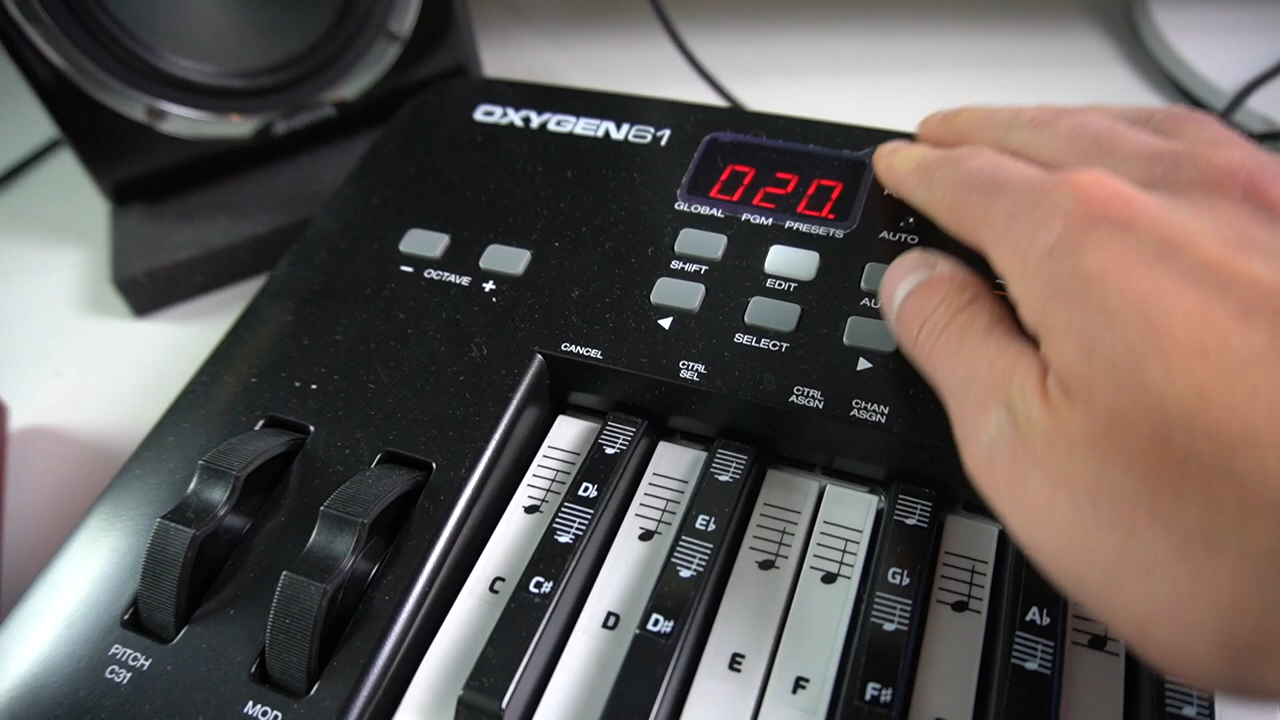 OXYGEN61
020.
GLOBAL PGM PRESETS
AUTO
− OCTAVE +
SHIFT
EDIT
AU
◀
SELECT
▶
CANCEL
CTRL
SEL
CTRL
ASGN
CHAN
ASGN
D♭
C
C#
E♭
D
D#
E
F
G♭
F#
A♭
PITCH
C31
MOD